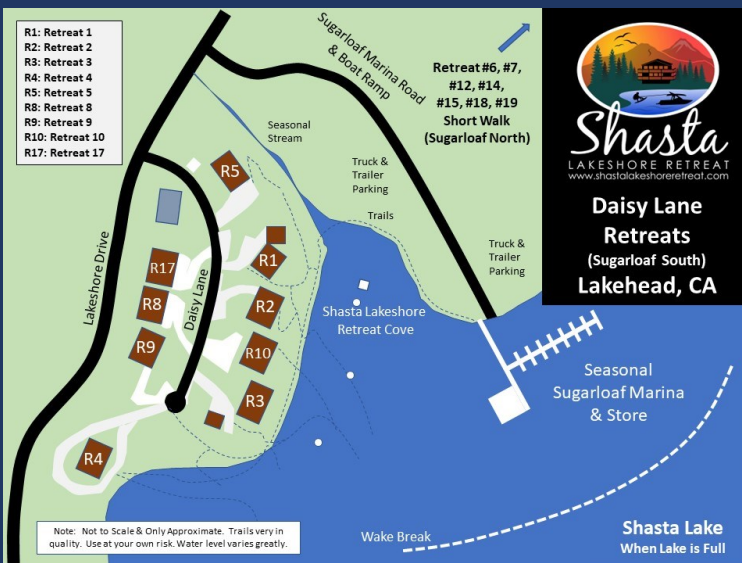 R1: Retreat 1
R2: Retreat 2
R3: Retreat 3
R4: Retreat 4
R5: Retreat 5
R8: Retreat 8
R9: Retreat 9
R10: Retreat 10
R17: Retreat 17
Sugarloaf Marina Road
& Boat Ramp
Retreat #6, #7,
#12, #14,
#15, #18, #19
Short Walk
(Sugarloaf North)
Shasta
LAKESHORE RETREAT
www.shastalakeshoreretreat.com
Daisy Lane
Retreats
(Sugarloaf South)
Lakehead, CA
Seasonal
Stream
Truck &
Trailer
Parking
Trails
Truck &
Trailer
Parking
Lakeshore Drive
Daisy Lane
R5
R17
R1
R8
R2
R9
R10
R3
R4
Shasta Lakeshore
Retreat Cove
Seasonal
Sugarloaf Marina
& Store
Note: Not to Scale & Only Approximate. Trails very in
quality. Use at your own risk. Water level varies greatly.
Wake Break
Shasta Lake
When Lake is Full